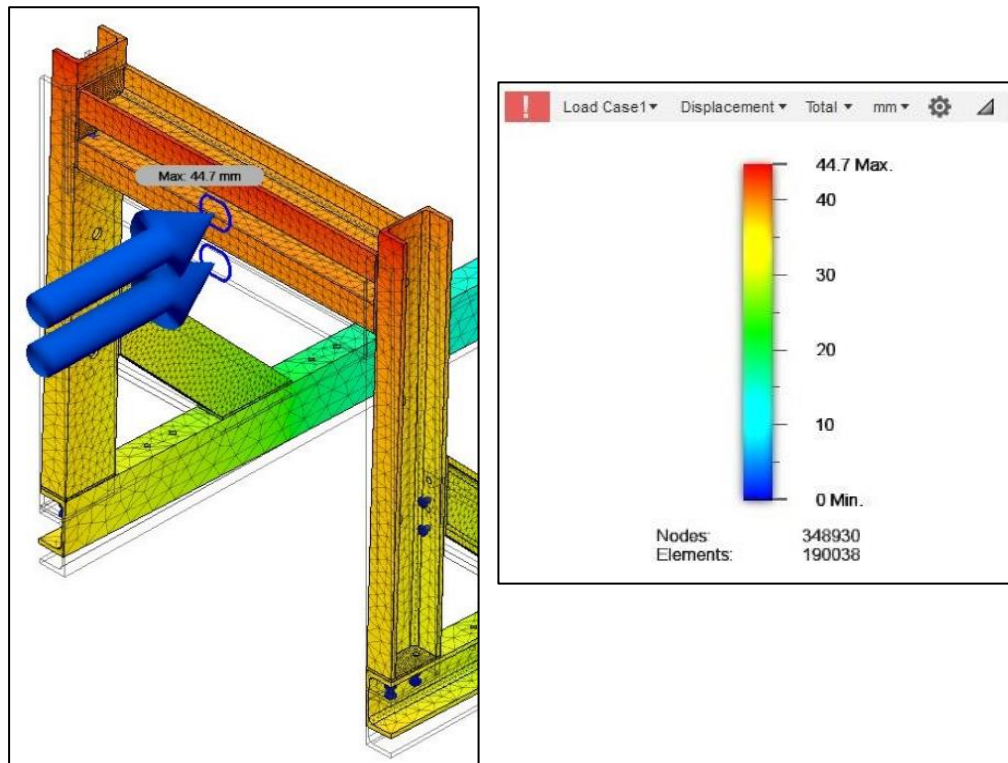 Max: 44.7 mm
Load Case1 Displacement Total mm
44.7 Max.
40
30
20
10
0 Min.
Nodes: 348930
Elements: 190038